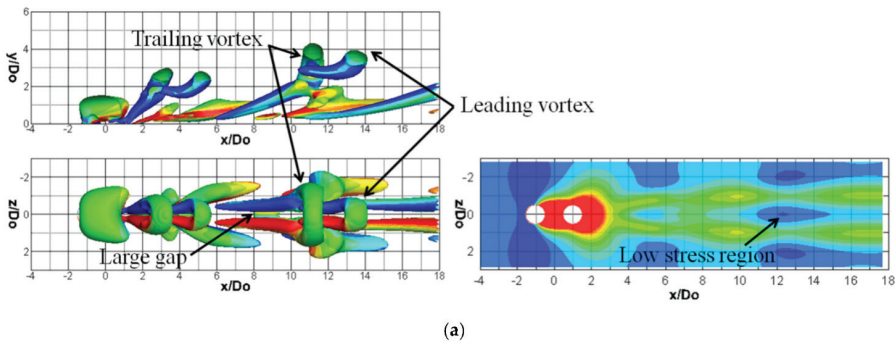 y/Do
6
4
2
0
-4 -2 0 2 4 6 8 10 12 14 16 18
x/Do
Trailing vortex
Leading vortex
z/Do
-2
0
2
Large gap
-4 -2 0 2 4 6 8 10 12 14 16 18
x/Do
z/Do
-2
0
2
Low stress region
-4 -2 0 2 4 6 8 10 12 14 16 18
x/Do
(a)